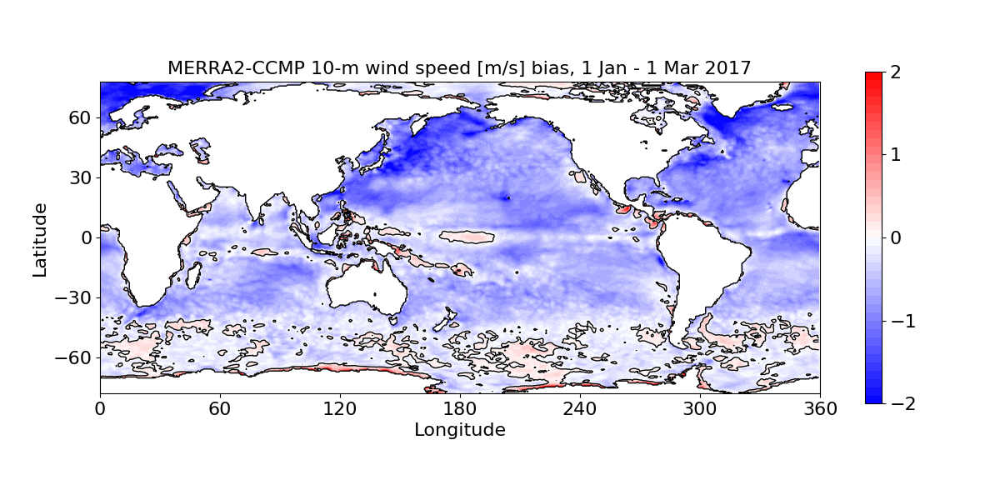 MERRA2-CCMP 10-m wind speed [m/s] bias, 1 Jan - 1 Mar 2017
2
1
0
−1
−2
60
30
0
−30
−60
Latitude
0 60 120 180 240 300 360
Longitude